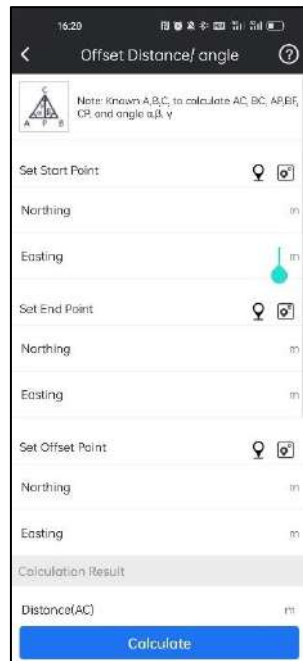 16:20
Offset Distance/ angle
C
Note: Known A,B,C, to calculate AC, BC, AP,BF,
CP, and angle α,β, γ
A P B
Set Start Point
Northing m
Easting m
Set End Point
Northing m
Easting m
Set Offset Point
Northing m
Easting m
Calculation Result
Distance(AC) m
Calculate